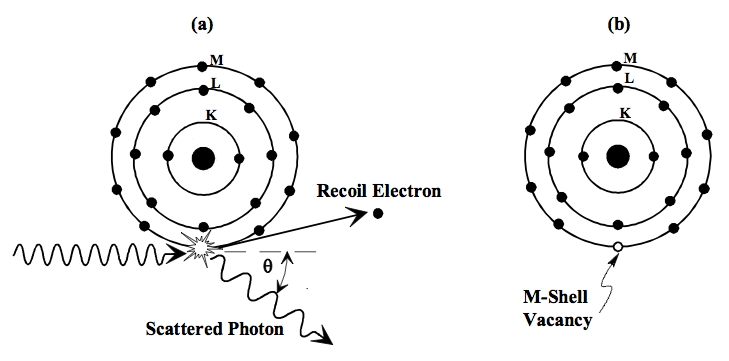 (a)
(b)
M
L
K
M
L
K
Recoil Electron
θ
Scattered Photon
M-Shell
Vacancy